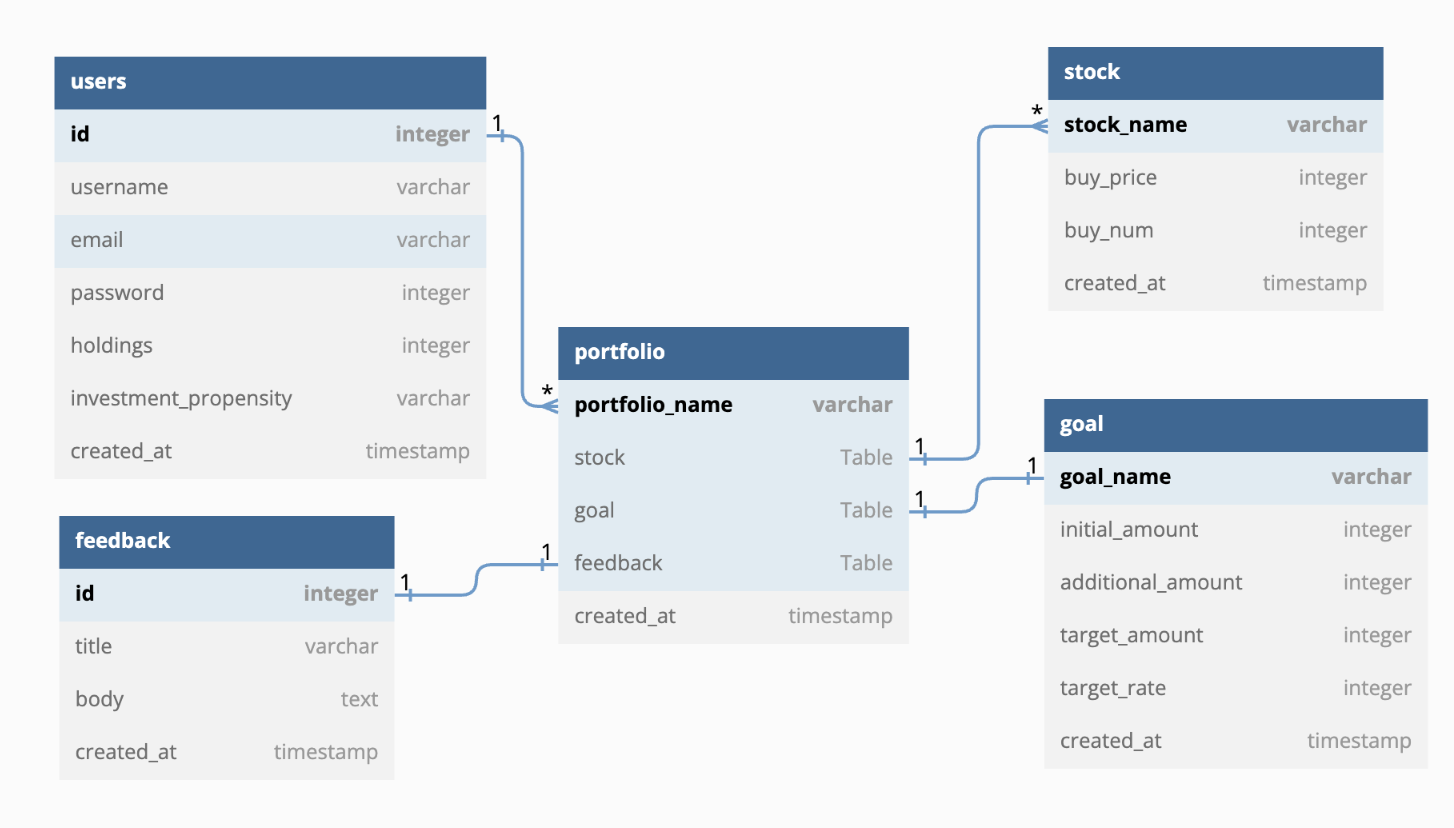 users
id integer
username varchar
email varchar
password integer
holdings integer
investment_propensity varchar
created_at timestamp
1
*
portfolio
portfolio_name varchar
stock Table
goal Table
feedback Table
created_at timestamp
1
1
1
feedback
id integer
title varchar
body text
created_at timestamp
1
*
stock
stock_name varchar
buy_price integer
buy_num integer
created_at timestamp
1
goal
goal_name varchar
initial_amount integer
additional_amount integer
target_amount integer
target_rate integer
created_at timestamp